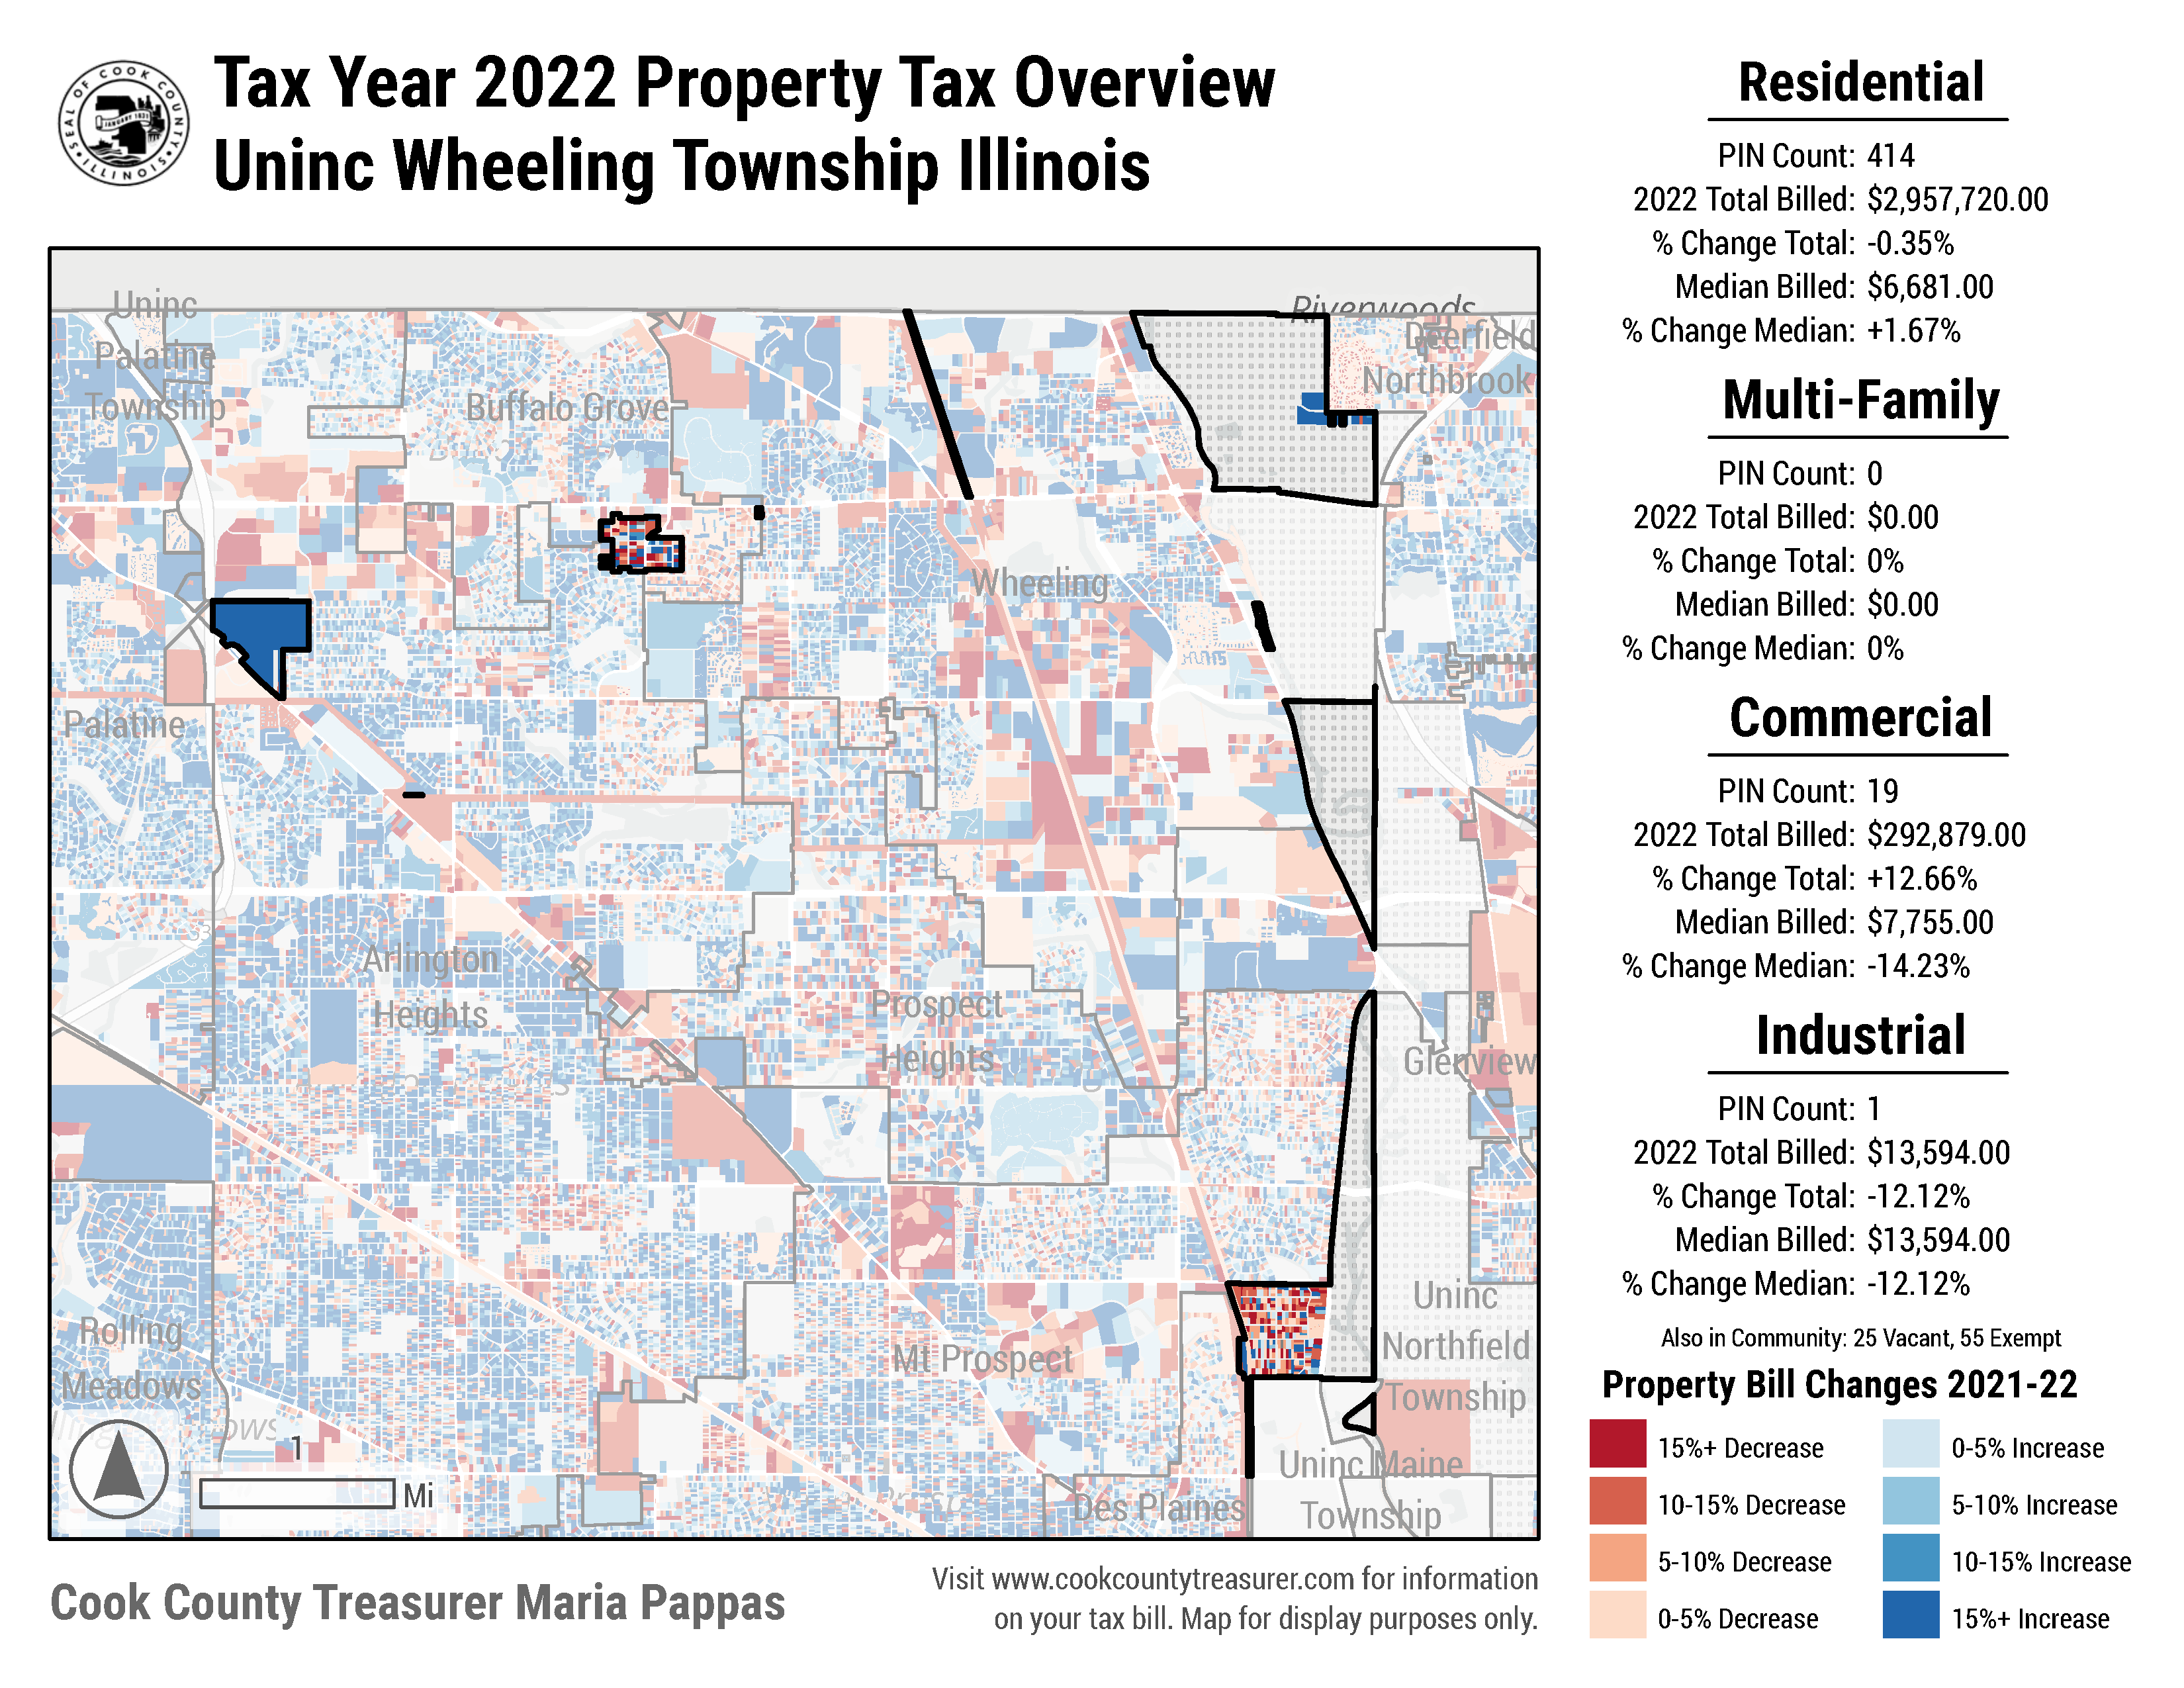 SEAL OF COOK COUNTY
JANUARY 1831
ILLINOIS
Tax Year 2022 Property Tax Overview
Uninc Wheeling Township Illinois
Residential
PIN Count: 414
2022 Total Billed: $2,957,720.00
% Change Total: -0.35%
Median Billed: $6,681.00
% Change Median: +1.67%
Multi-Family
PIN Count: 0
2022 Total Billed: $0.00
% Change Total: 0%
Median Billed: $0.00
% Change Median: 0%
Commercial
PIN Count: 19
2022 Total Billed: $292,879.00
% Change Total: +12.66%
Median Billed: $7,755.00
% Change Median: -14.23%
Industrial
PIN Count: 1
2022 Total Billed: $13,594.00
% Change Total: -12.12%
Median Billed: $13,594.00
% Change Median: -12.12%
Also in Community: 25 Vacant, 55 Exempt
Property Bill Changes 2021-22
15%+ Decrease
10-15% Decrease
5-10% Decrease
0-5% Decrease
0-5% Increase
5-10% Increase
10-15% Increase
15%+ Increase
Uninc
Palatine
Township
Buffalo Grove
Riverwoods
Deerfield
Northbrook
Wheeling
Palatine
53
Arlington
Heights
Prospect
Heights
Glenview
Rolling
Meadows
Mt Prospect
Uninc
Northfield
Township
Uninc Maine
Township
Des Plaines
1
Mi
Cook County Treasurer Maria Pappas
Visit www.cookcountytreasurer.com for information
on your tax bill. Map for display purposes only.